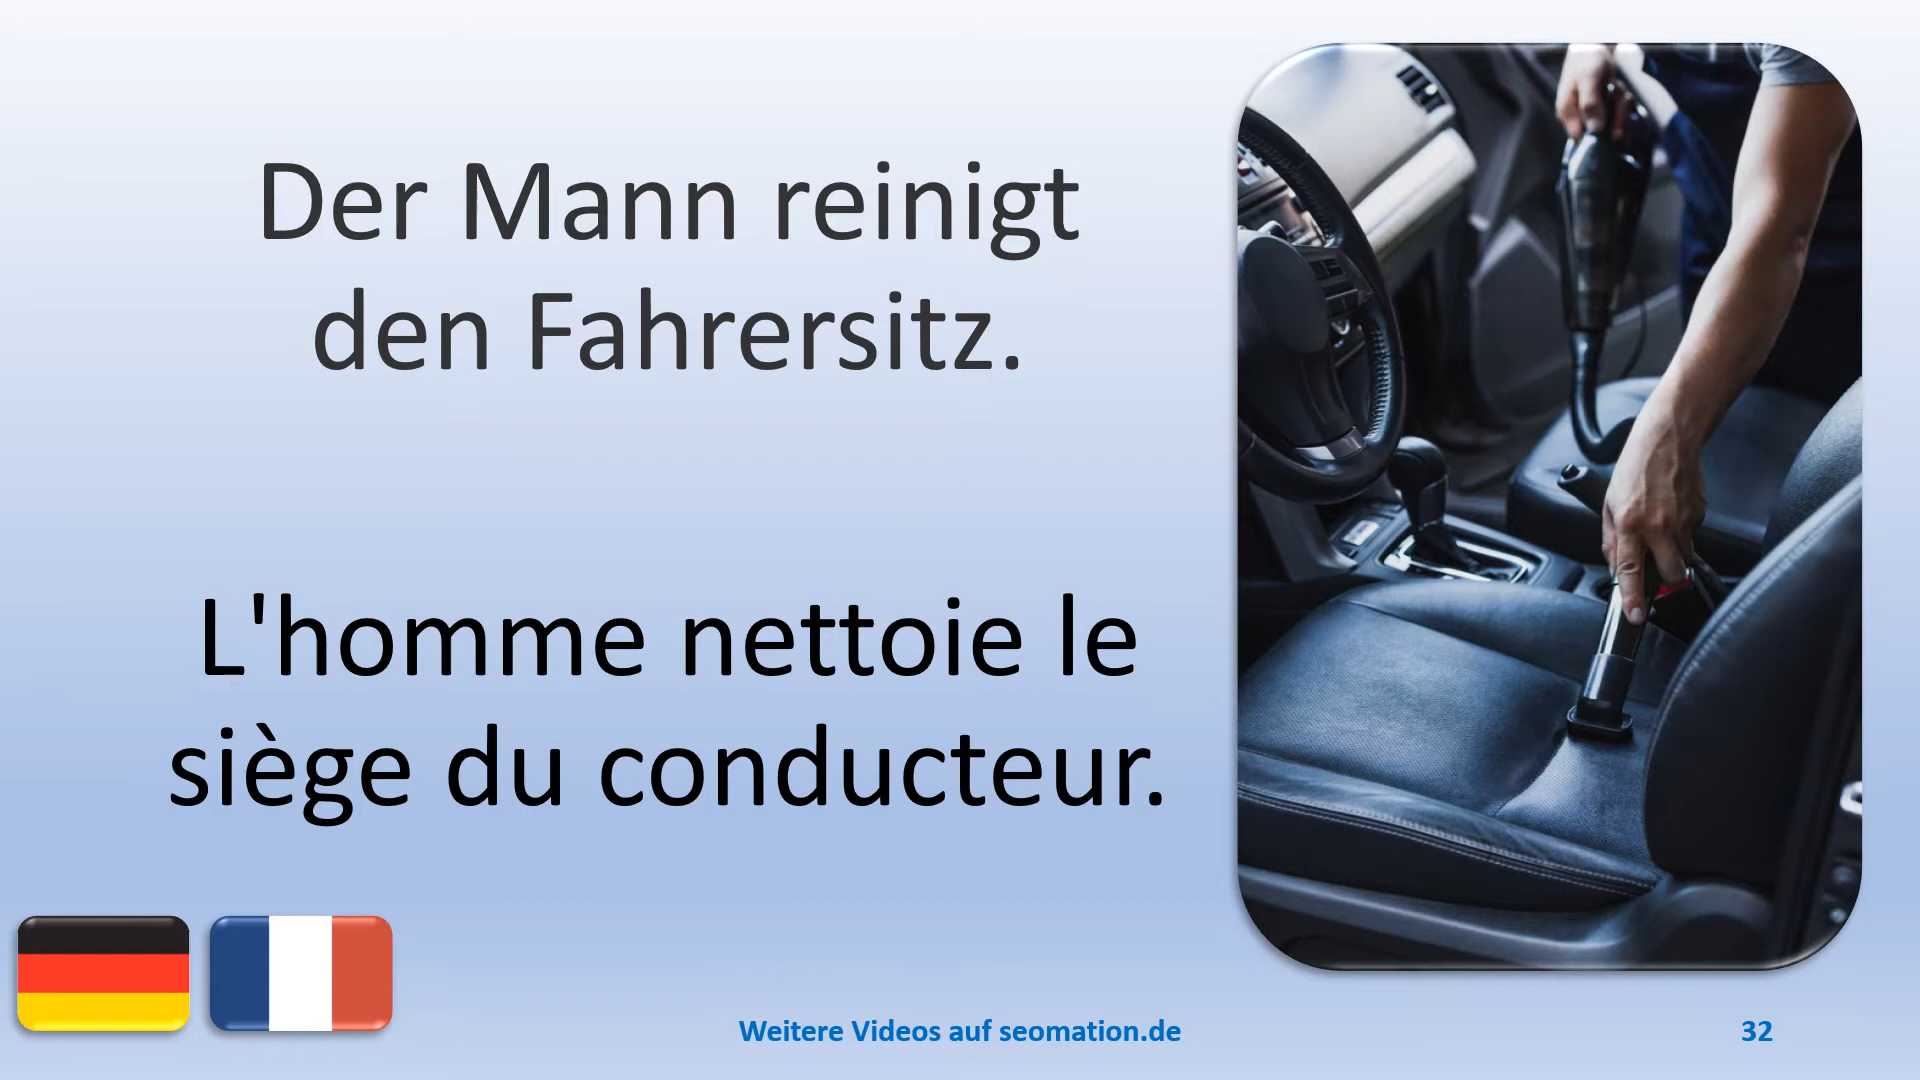 Der Mann reinigt
den Fahrersitz.
L'homme nettoie le
siège du conducteur.
Weitere Videos auf seomation.de
32